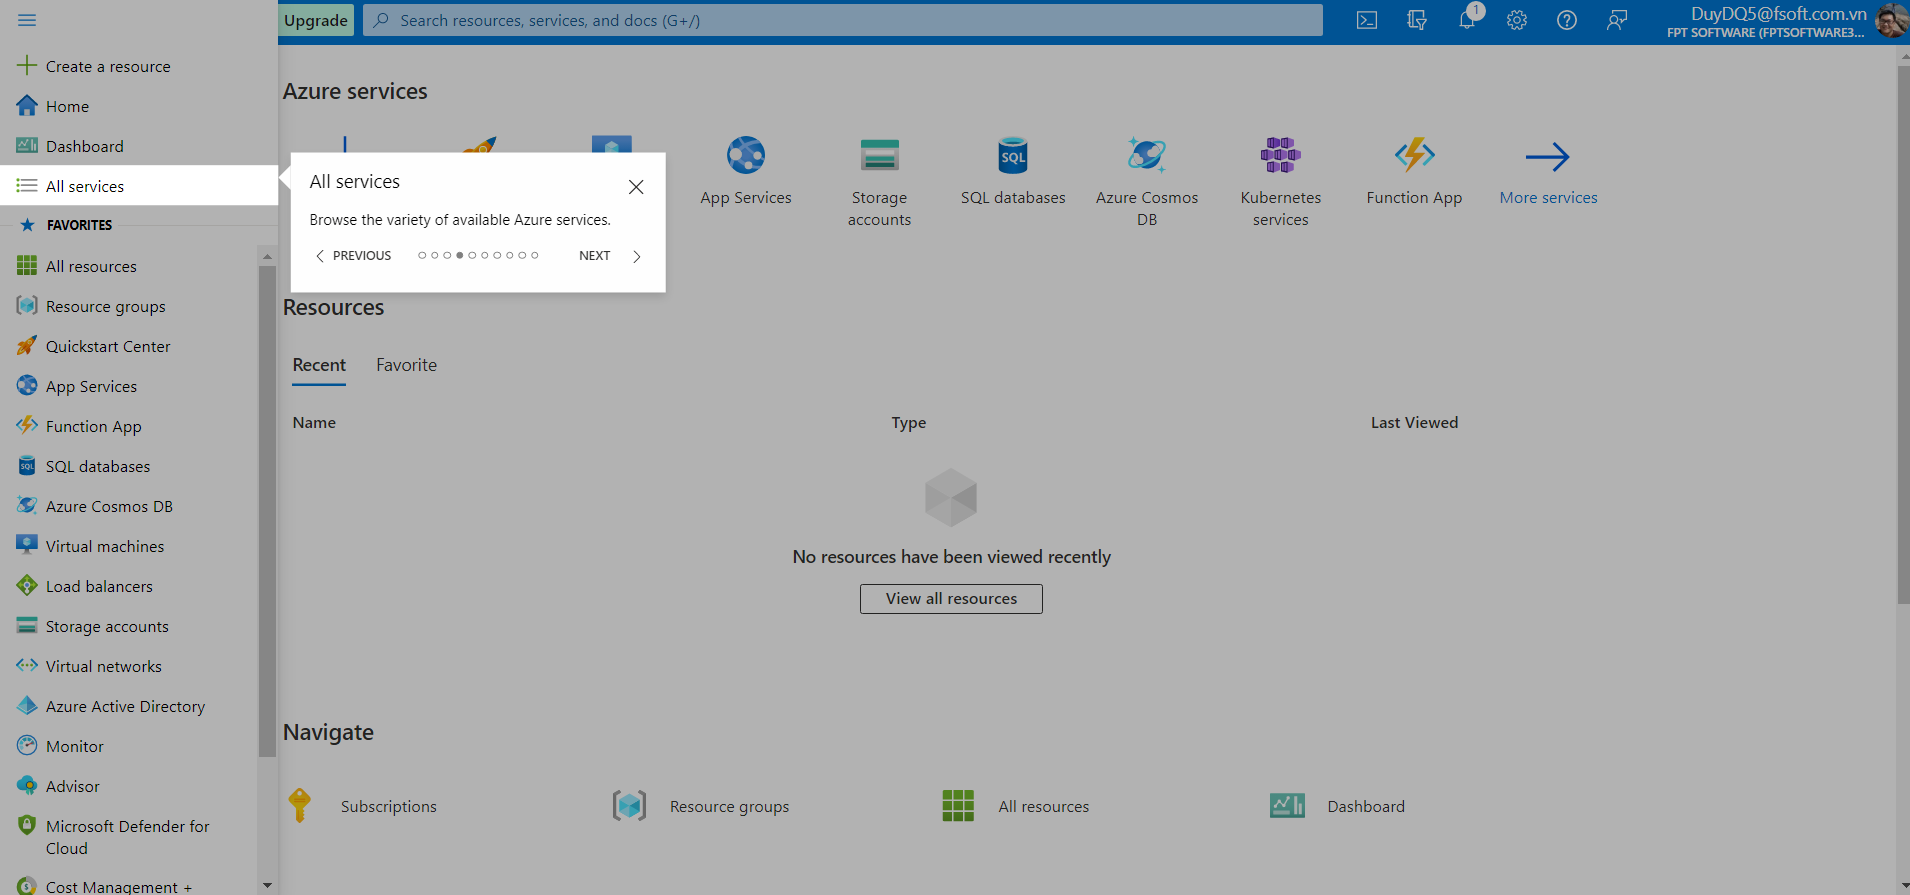 Upgrade
Search resources, services, and docs (G+/)
1
DuyDQ5@fsoft.com.vn
FPT SOFTWARE (FPTSOFTWARE3...
Create a resource
Home
Dashboard
All services
FAVORITES
All resources
Resource groups
Quickstart Center
App Services
Function App
SQL databases
Azure Cosmos DB
Virtual machines
Load balancers
Storage accounts
Virtual networks
Azure Active Directory
Monitor
Advisor
Microsoft Defender for
Cloud
Cost Management +
Azure services
App Services
Storage
accounts
SQL
SQL databases
Azure Cosmos
DB
Kubernetes
services
Function App
More services
All services
Browse the variety of available Azure services.
PREVIOUS
NEXT
Resources
Recent
Favorite
Name
Type
Last Viewed
No resources have been viewed recently
View all resources
Navigate
Subscriptions
Resource groups
All resources
Dashboard